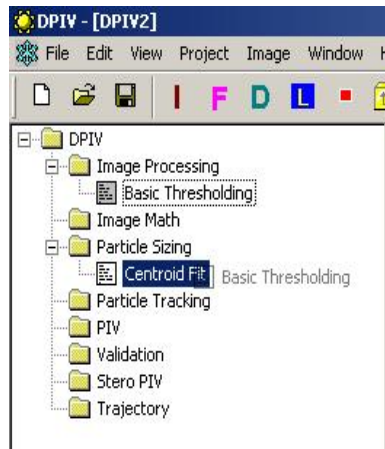 DPIV - [DPIV2]
File Edit View Project Image Window
I F D L
DPIV
Image Processing
Basic Thresholding
Image Math
Particle Sizing
Centroid Fit Basic Thresholding
Particle Tracking
PIV
Validation
Stero PIV
Trajectory